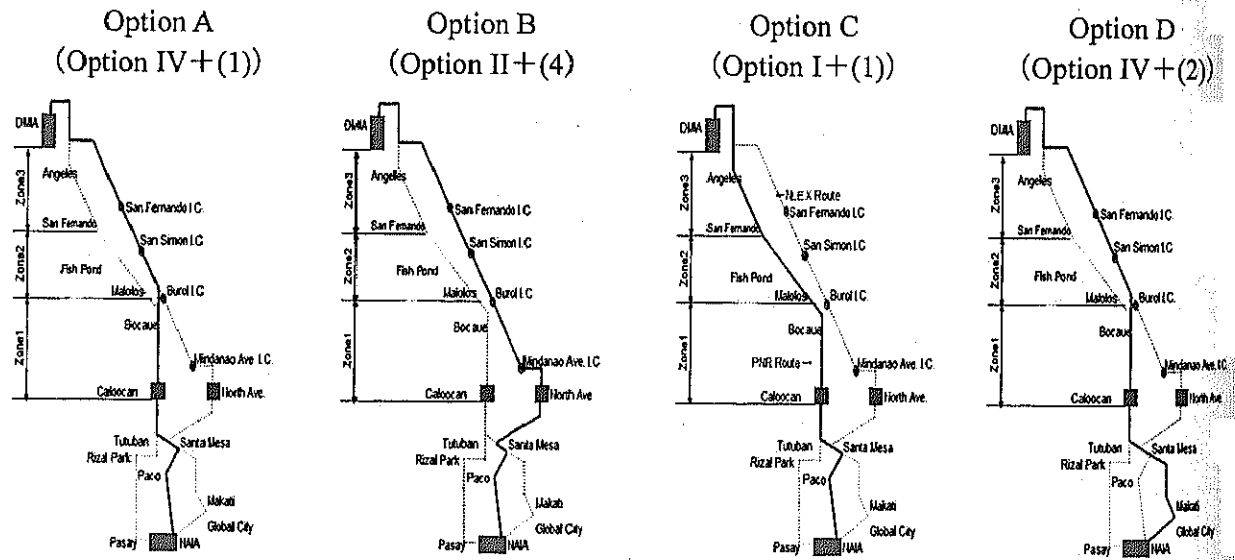 Option A
(Option IV+(1))
DMIA
Zone3
Angeles
San Fernando I.C.
San Fernando
San Simon I.C
Zone2
Fish Pond
Malolos
Burol I.C
Bocaue
Zone1
Mindanao Ave. I.C.
Caloocan
North Ave.
Tutuban
Santa Mesa
Rizal Park
Paco
Makati
Global City
Pasay
NAIA
Option B
(Option II+(4)
DMIA
Zone3
Angeles
San Fernando I.C.
San Fernando
San Simon I.C
Zone2
Fish Pond
Malolos
Burol I.C
Bocaue
Zone1
Mindanao Ave. I.C.
Caloocan
North Ave.
Tutuban
Santa Mesa
Rizal Park
Paco
Makati
Global City
Pasay
NAIA
Option C
(Option I+(1))
DMIA
Zone3
Angeles
NLEX Route
San Fernando I.C.
San Fernando
San Simon I.C
Zone2
Fish Pond
Malolos
Burol I.C.
Bocaue
Zone1
PNR Route
Mindanao Ave. I.C.
Caloocan
North Ave.
Tutuban
Santa Mesa
Rizal Park
Paco
Makati
Global City
Pasay
NAIA
Option D
(Option IV+(2))
DMIA
Zone3
Angeles
San Fernando I.C.
San Fernando
San Simon I.C
Zone2
Fish Pond
Malolos
Burol I.C.
Bocaue
Zone1
Mindanao Ave. I.C
Caloocan
North Ave.
Tutuban
Santa Mesa
Rizal Park
Paco
Makati
Global City
Pasay
NAIA